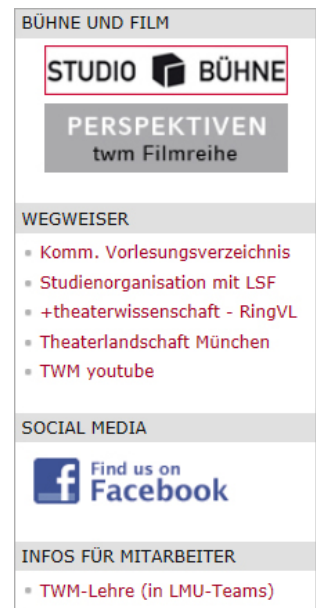 BÜHNE UND FILM
STUDIO BÜHNE
PERSPEKTIVEN
twm Filmreihe
WEGWEISER
Komm. Vorlesungsverzeichnis
Studienorganisation mit LSF
+theaterwissenschaft - RingVL
Theaterlandschaft München
TWM youtube
SOCIAL MEDIA
f Find us on
Facebook
INFOS FÜR MITARBEITER
TWM-Lehre (in LMU-Teams)